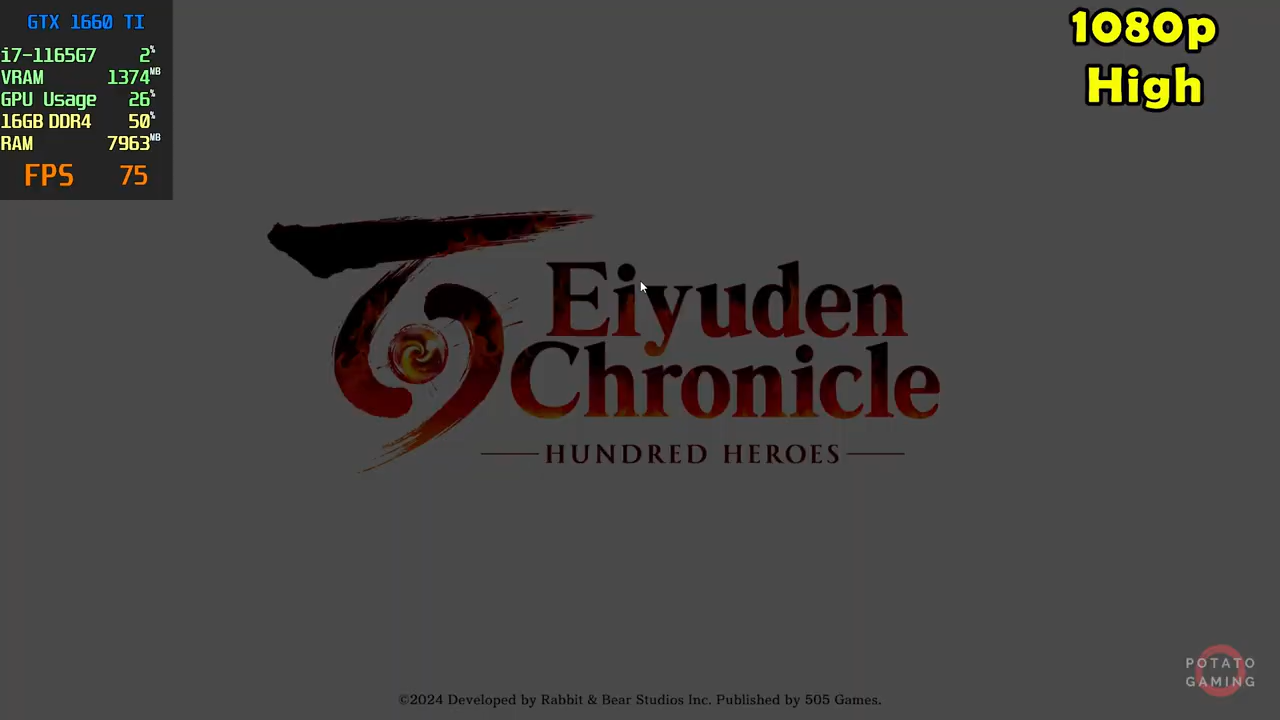 GTX 1660 TI
i7-1165G7 2%
VRAM 1374MB
GPU Usage 26%
16GB DDR4 50%
RAM 7963MB
FPS 75
1080p
High
Eiyuden
Chronicle
HUNDRED HEROES
POTATO
GAMING
©2024 Developed by Rabbit & Bear Studios Inc. Published by 505 Games.